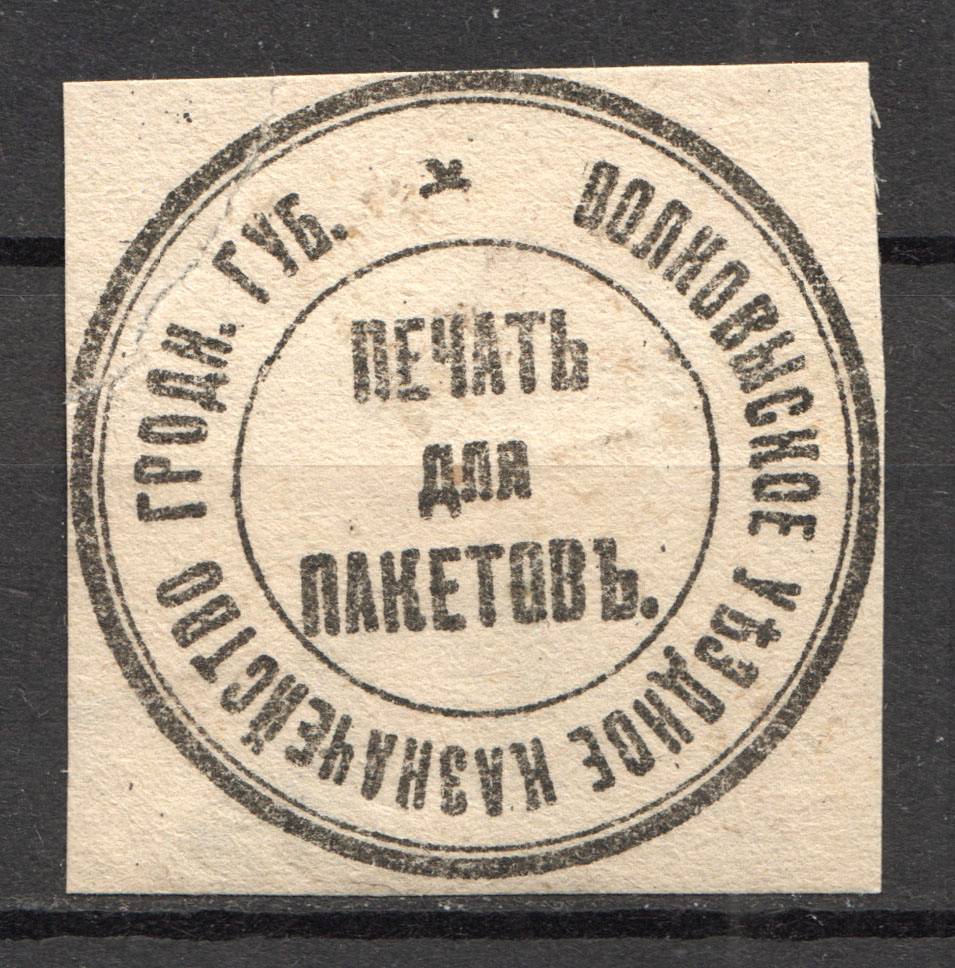 ВОЛКОВЫСКОЕ УѢЗДНОЕ КАЗНАЧЕЙСТВО ГРОДН. ГУБ.
ПЕЧАТЬ
для
ПАКЕТОВЪ.